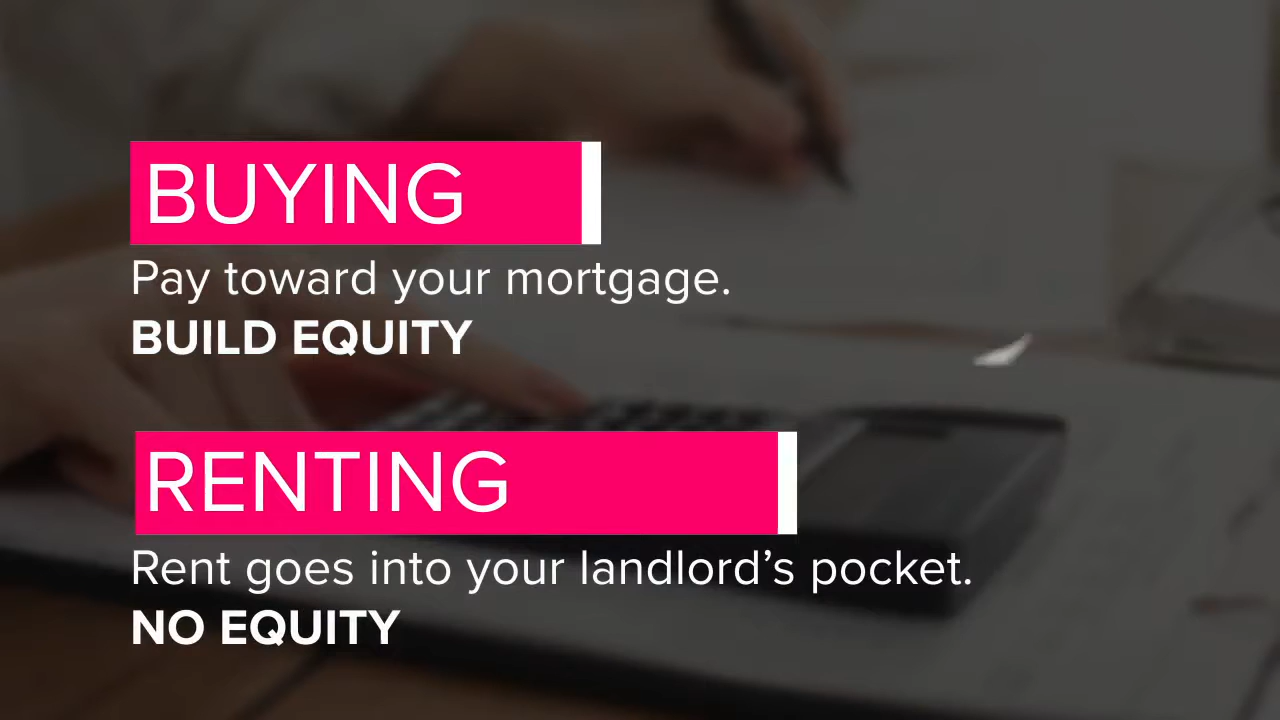 BUYING
Pay toward your mortgage.
BUILD EQUITY
RENTING
Rent goes into your landlord’s pocket.
NO EQUITY